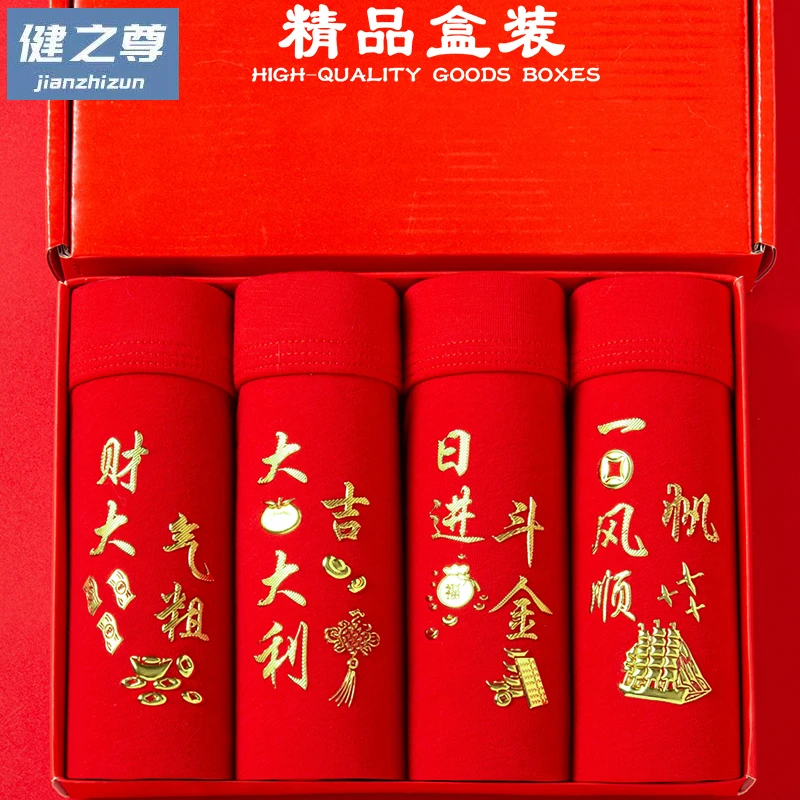 健之尊
jianzhizun
精品盒装
HIGH-QUALITY GOODS BOXES
财大
气粗
大
吉
大利
日进
斗金
一
帆
风顺
福